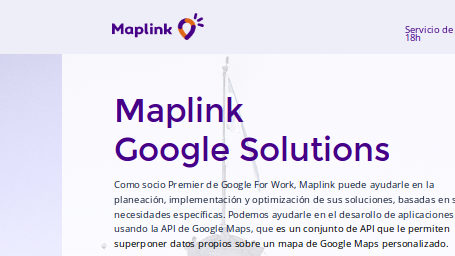 Maplink
Servicio de
18h
Maplink
Google Solutions
Como socio Premier de Google For Work, Maplink puede ayudarle en la
planeación, implementación y optimización de sus soluciones, basadas en s
necesidades específicas. Podemos ayudarle en el desarollo de aplicaciones
usando la API de Google Maps, que es un conjunto de API que le permiten
superponer datos propios sobre un mapa de Google Maps personalizado.